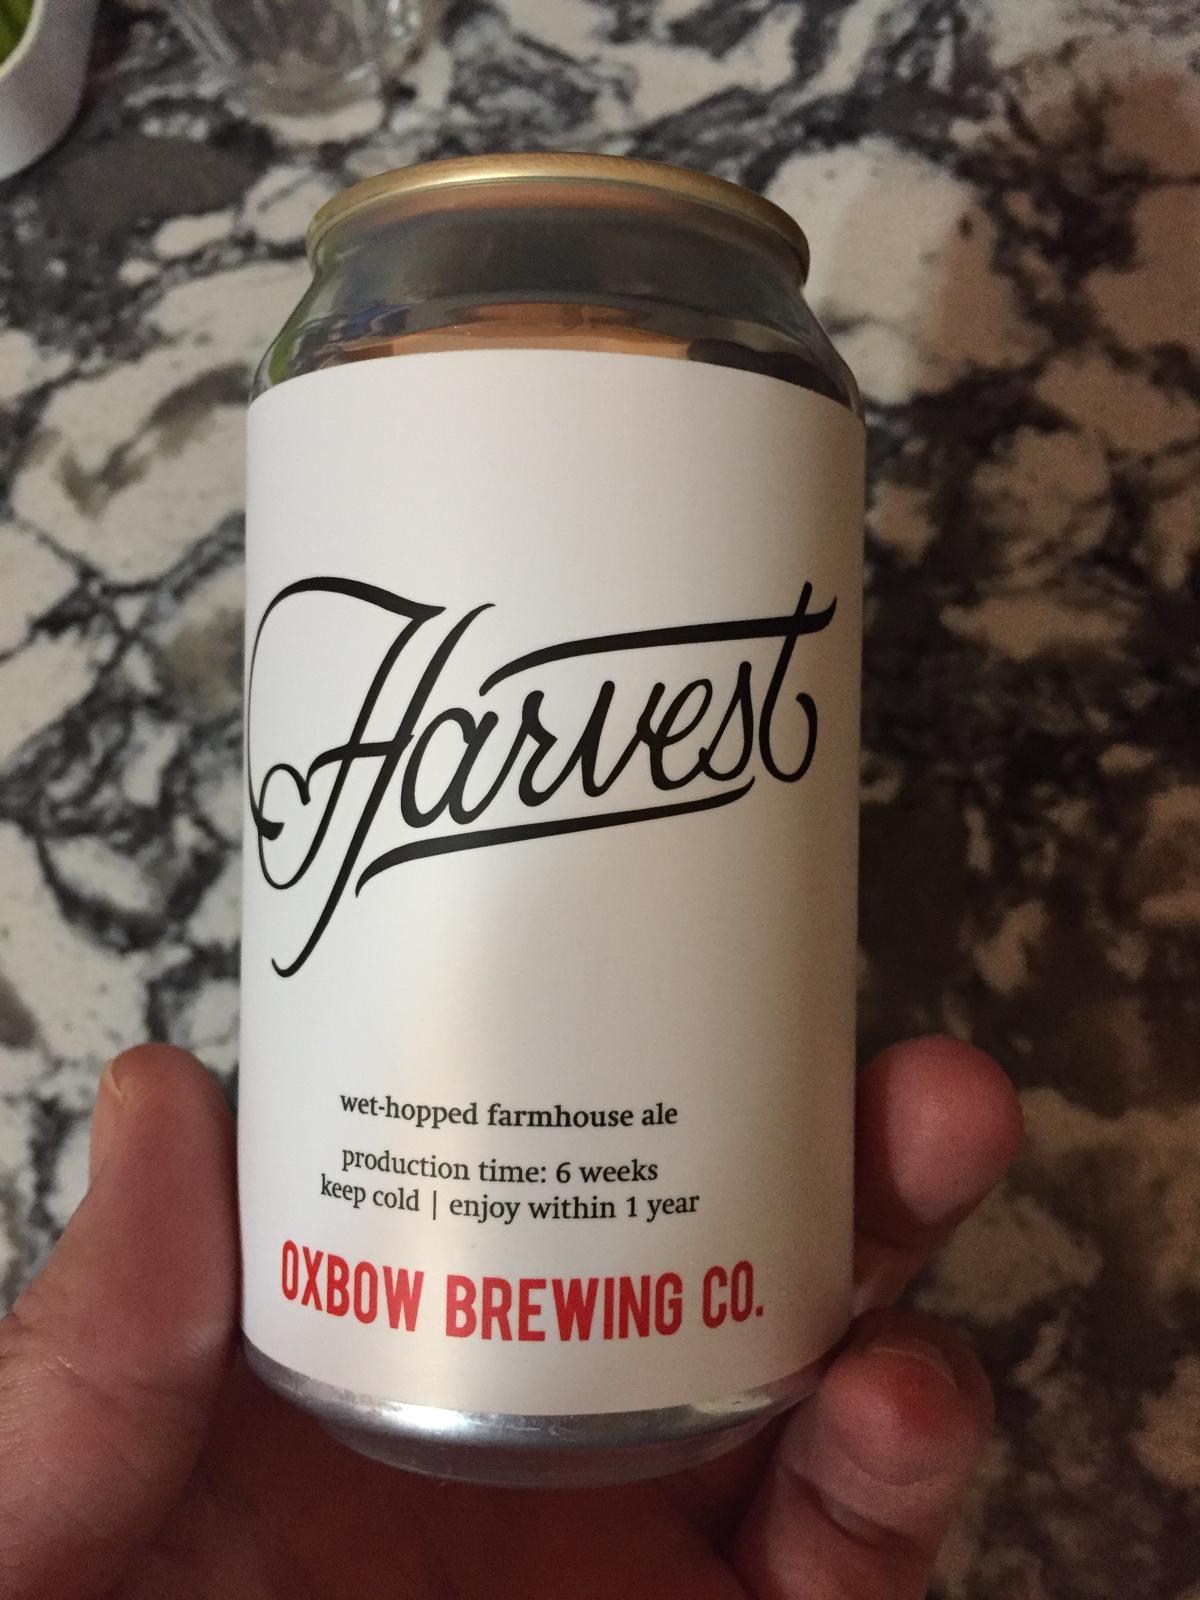 Harvest
wet-hopped farmhouse ale
production time: 6 weeks
keep cold | enjoy within 1 year
OXBOW BREWING CO.